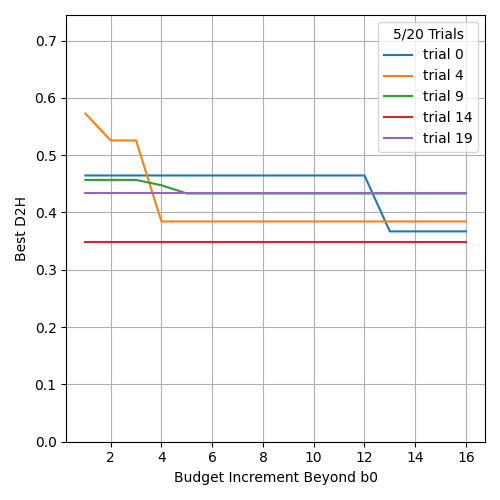 5/20 Trials
trial 0
trial 4
trial 9
trial 14
trial 19
Best D2H
0.7
0.6
0.5
0.4
0.3
0.2
0.1
0.0
2 4 6 8 10 12 14 16
Budget Increment Beyond b0